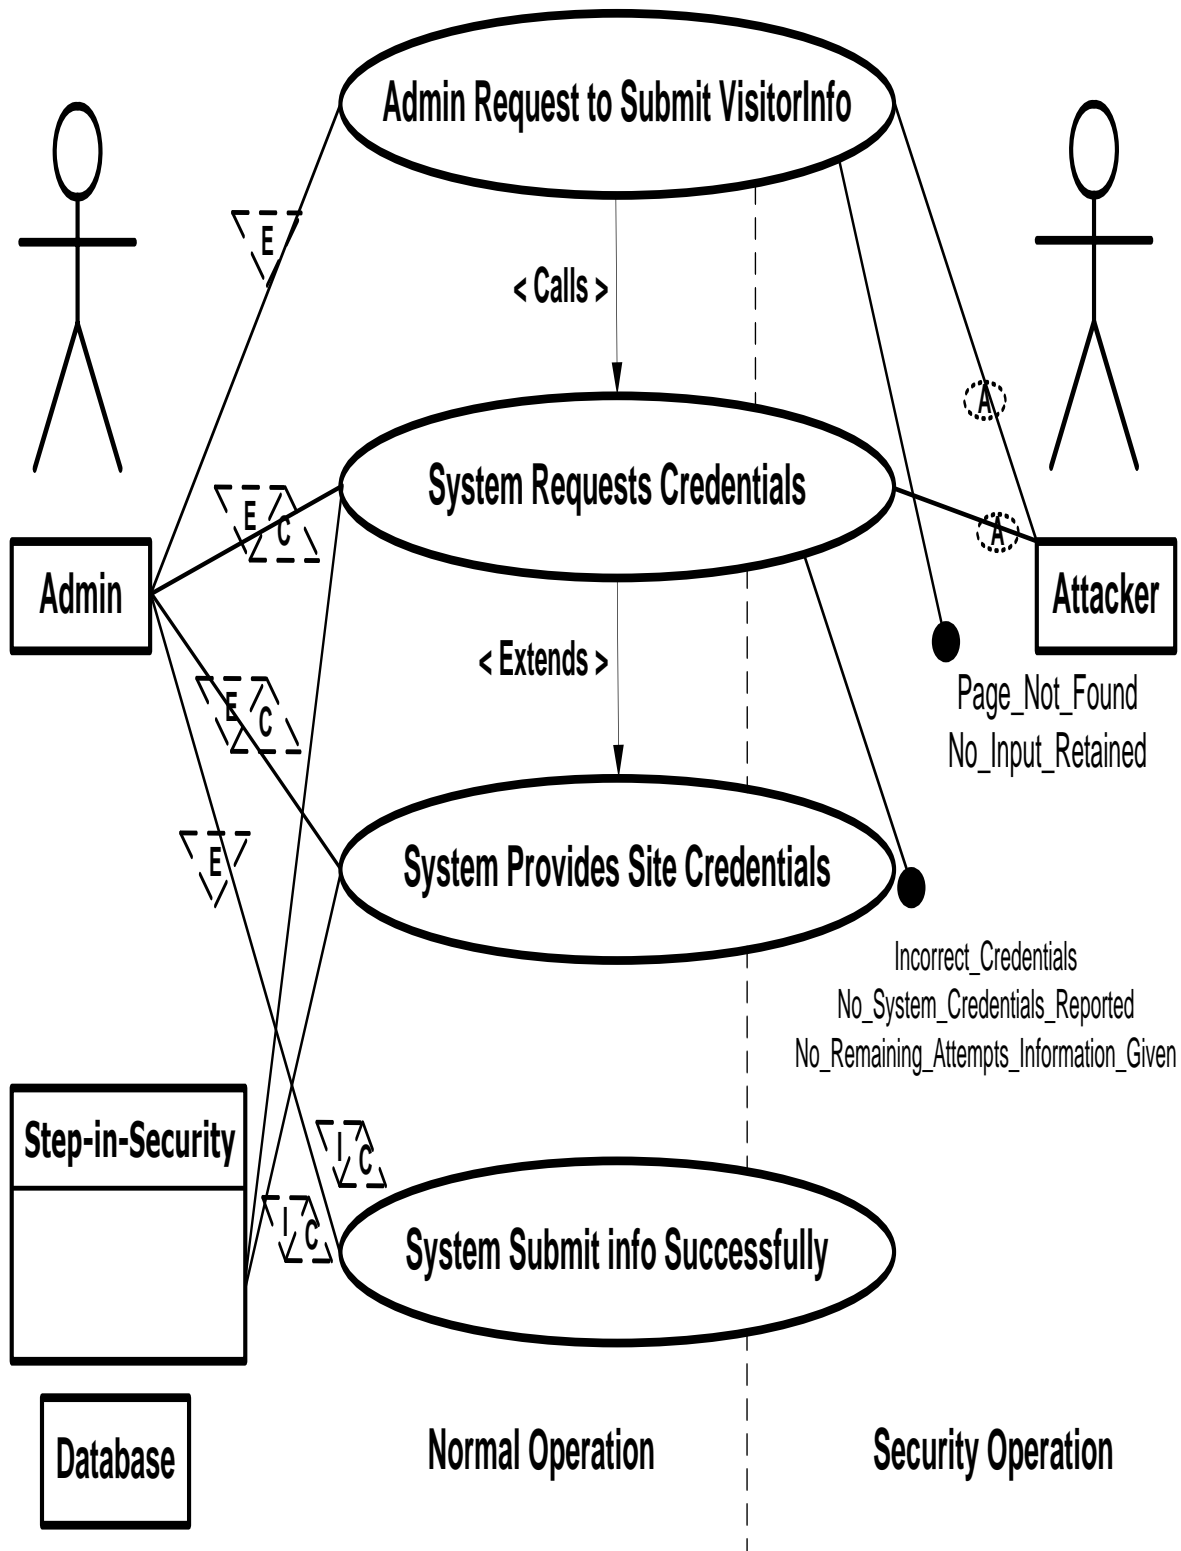 Admin Request to Submit VisitorInfo
E
< Calls >
A
System Requests Credentials
E
C
A
Admin
Attacker
< Extends >
Page_Not_Found
No_Input_Retained
E
C
E
System Provides Site Credentials
Incorrect_Credentials
No_System_Credentials_Reported
No_Remaining_Attempts_Information_Given
Step-in-Security
I
C
I
C
System Submit info Successfully
Database
Normal Operation
Security Operation